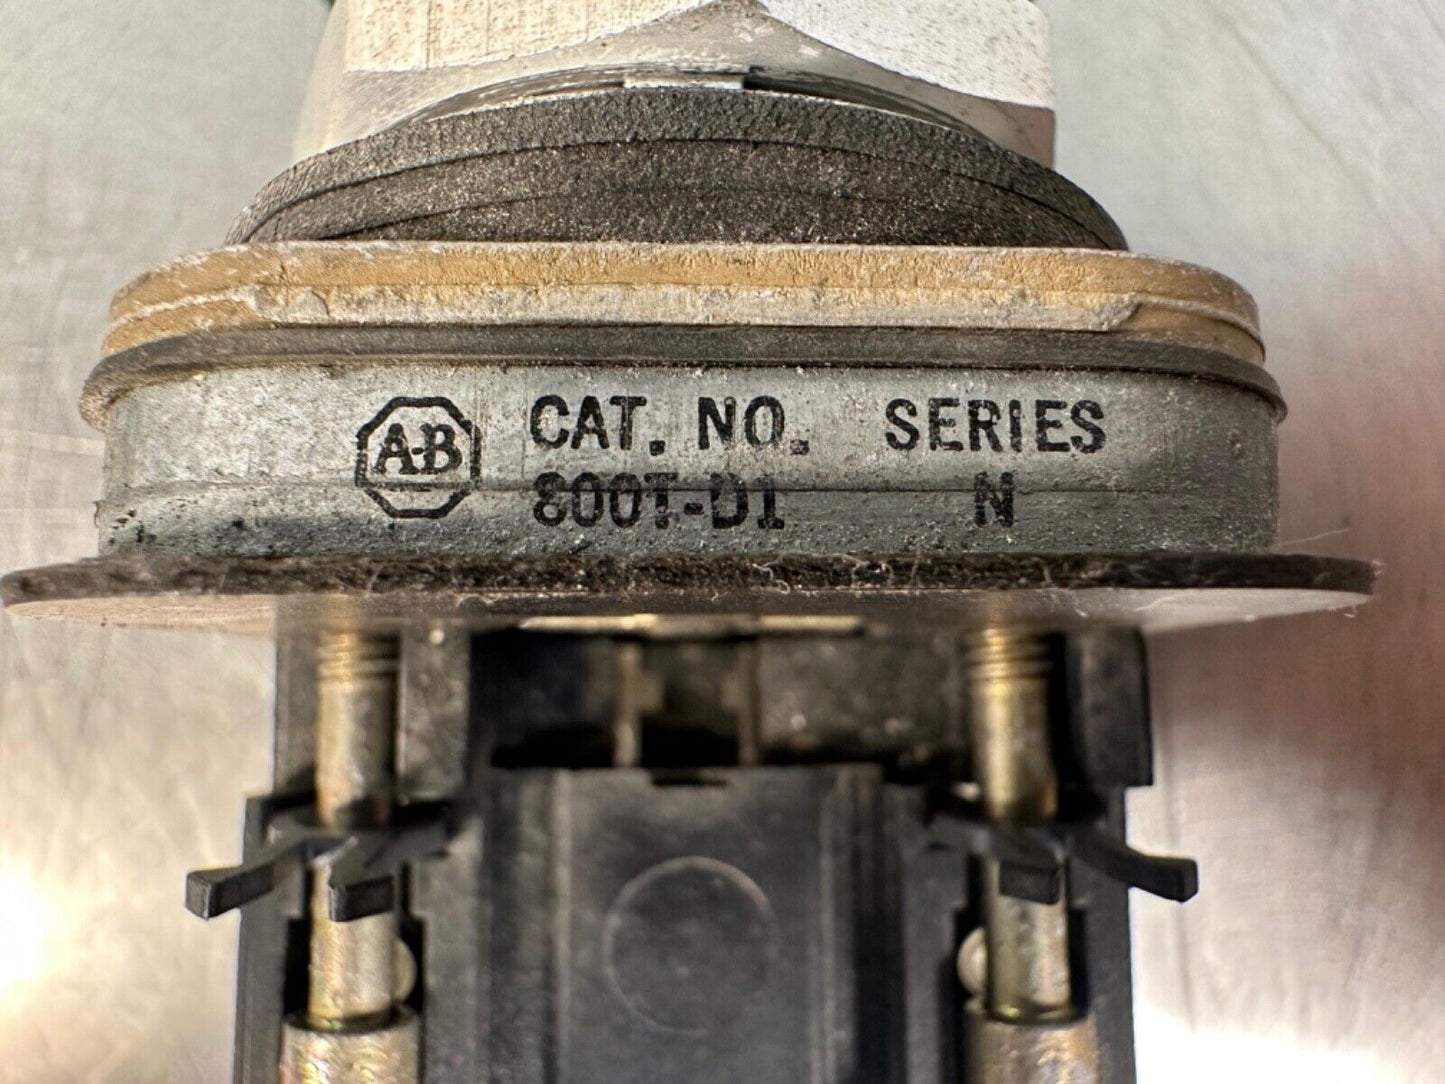 A-B CAT. NO. SERIES
800T-D1 N